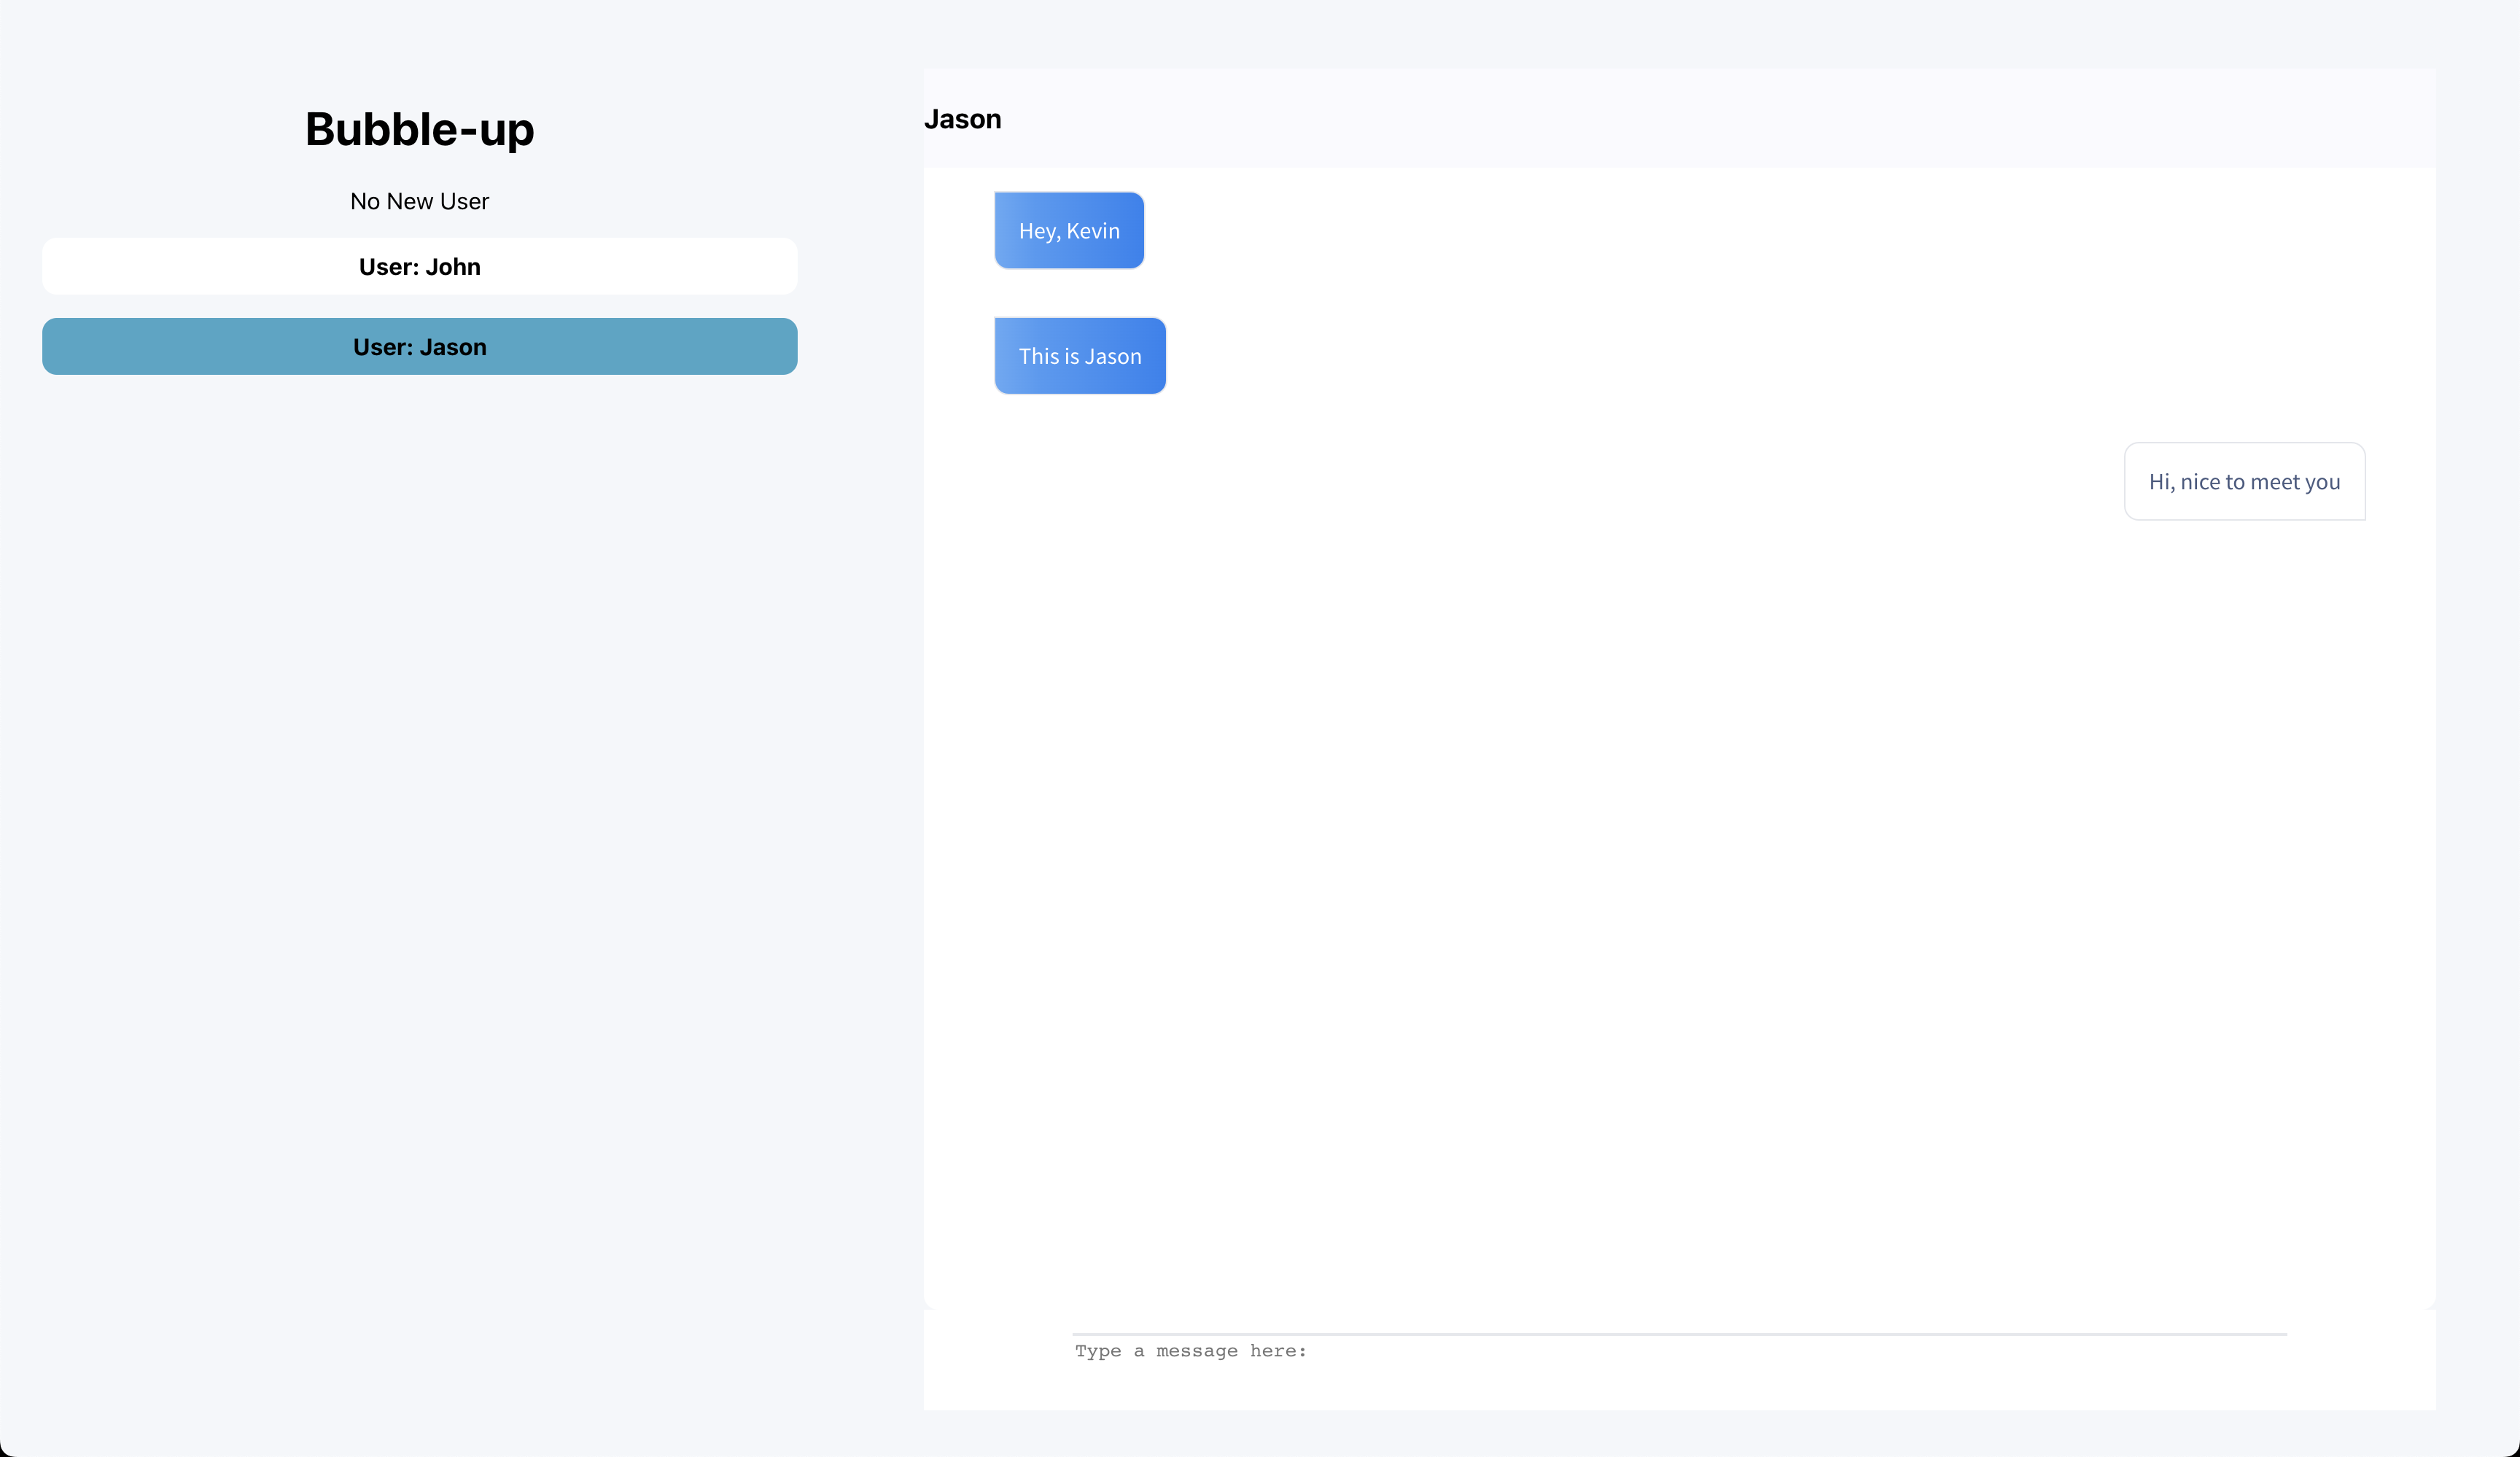 Bubble-up
No New User
User: John
User: Jason
Jason
Hey, Kevin
This is Jason
Hi, nice to meet you
Type a message here: